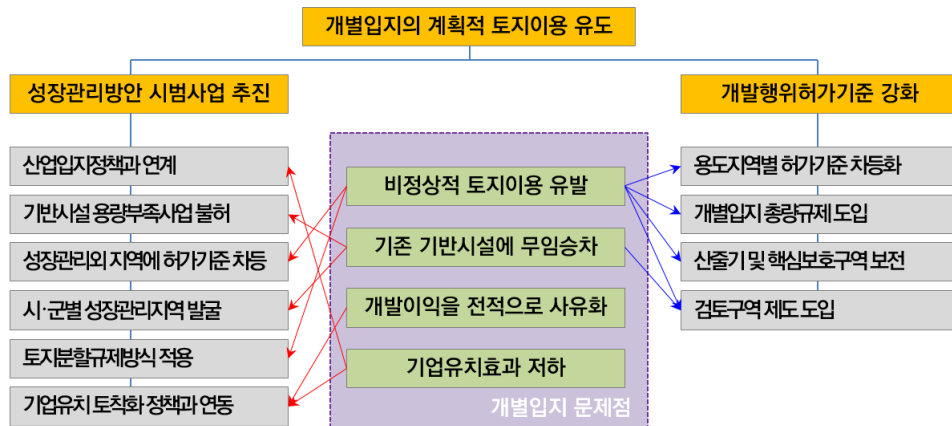 개별입지의 계획적 토지이용 유도
성장관리방안 시범사업 추진
개발행위허가기준 강화
산업입지정책과 연계
기반시설 용량부족사업 불허
성장관리외 지역에 허가기준 차등
시·군별 성장관리지역 발굴
토지분할규제방식 적용
기업유치 토착화 정책과 연동
비정상적 토지이용 유발
기존 기반시설에 무임승차
개발이익을 전적으로 사유화
기업유치효과 저하
개별입지 문제점
용도지역별 허가기준 차등화
개별입지 총량규제 도입
산줄기 및 핵심보호구역 보전
검토구역 제도 도입